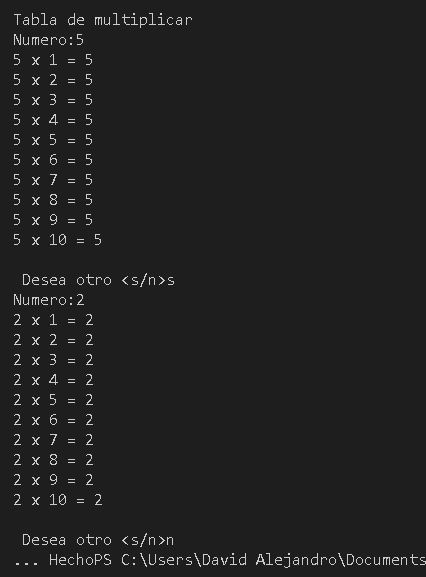 Tabla de multiplicar
Numero:5
5 x 1 = 5
5 x 2 = 5
5 x 3 = 5
5 x 4 = 5
5 x 5 = 5
5 x 6 = 5
5 x 7 = 5
5 x 8 = 5
5 x 9 = 5
5 x 10 = 5

 Desea otro <s/n>s
Numero:2
2 x 1 = 2
2 x 2 = 2
2 x 3 = 2
2 x 4 = 2
2 x 5 = 2
2 x 6 = 2
2 x 7 = 2
2 x 8 = 2
2 x 9 = 2
2 x 10 = 2

 Desea otro <s/n>n
... HechoPS C:\Users\David Alejandro\Documents